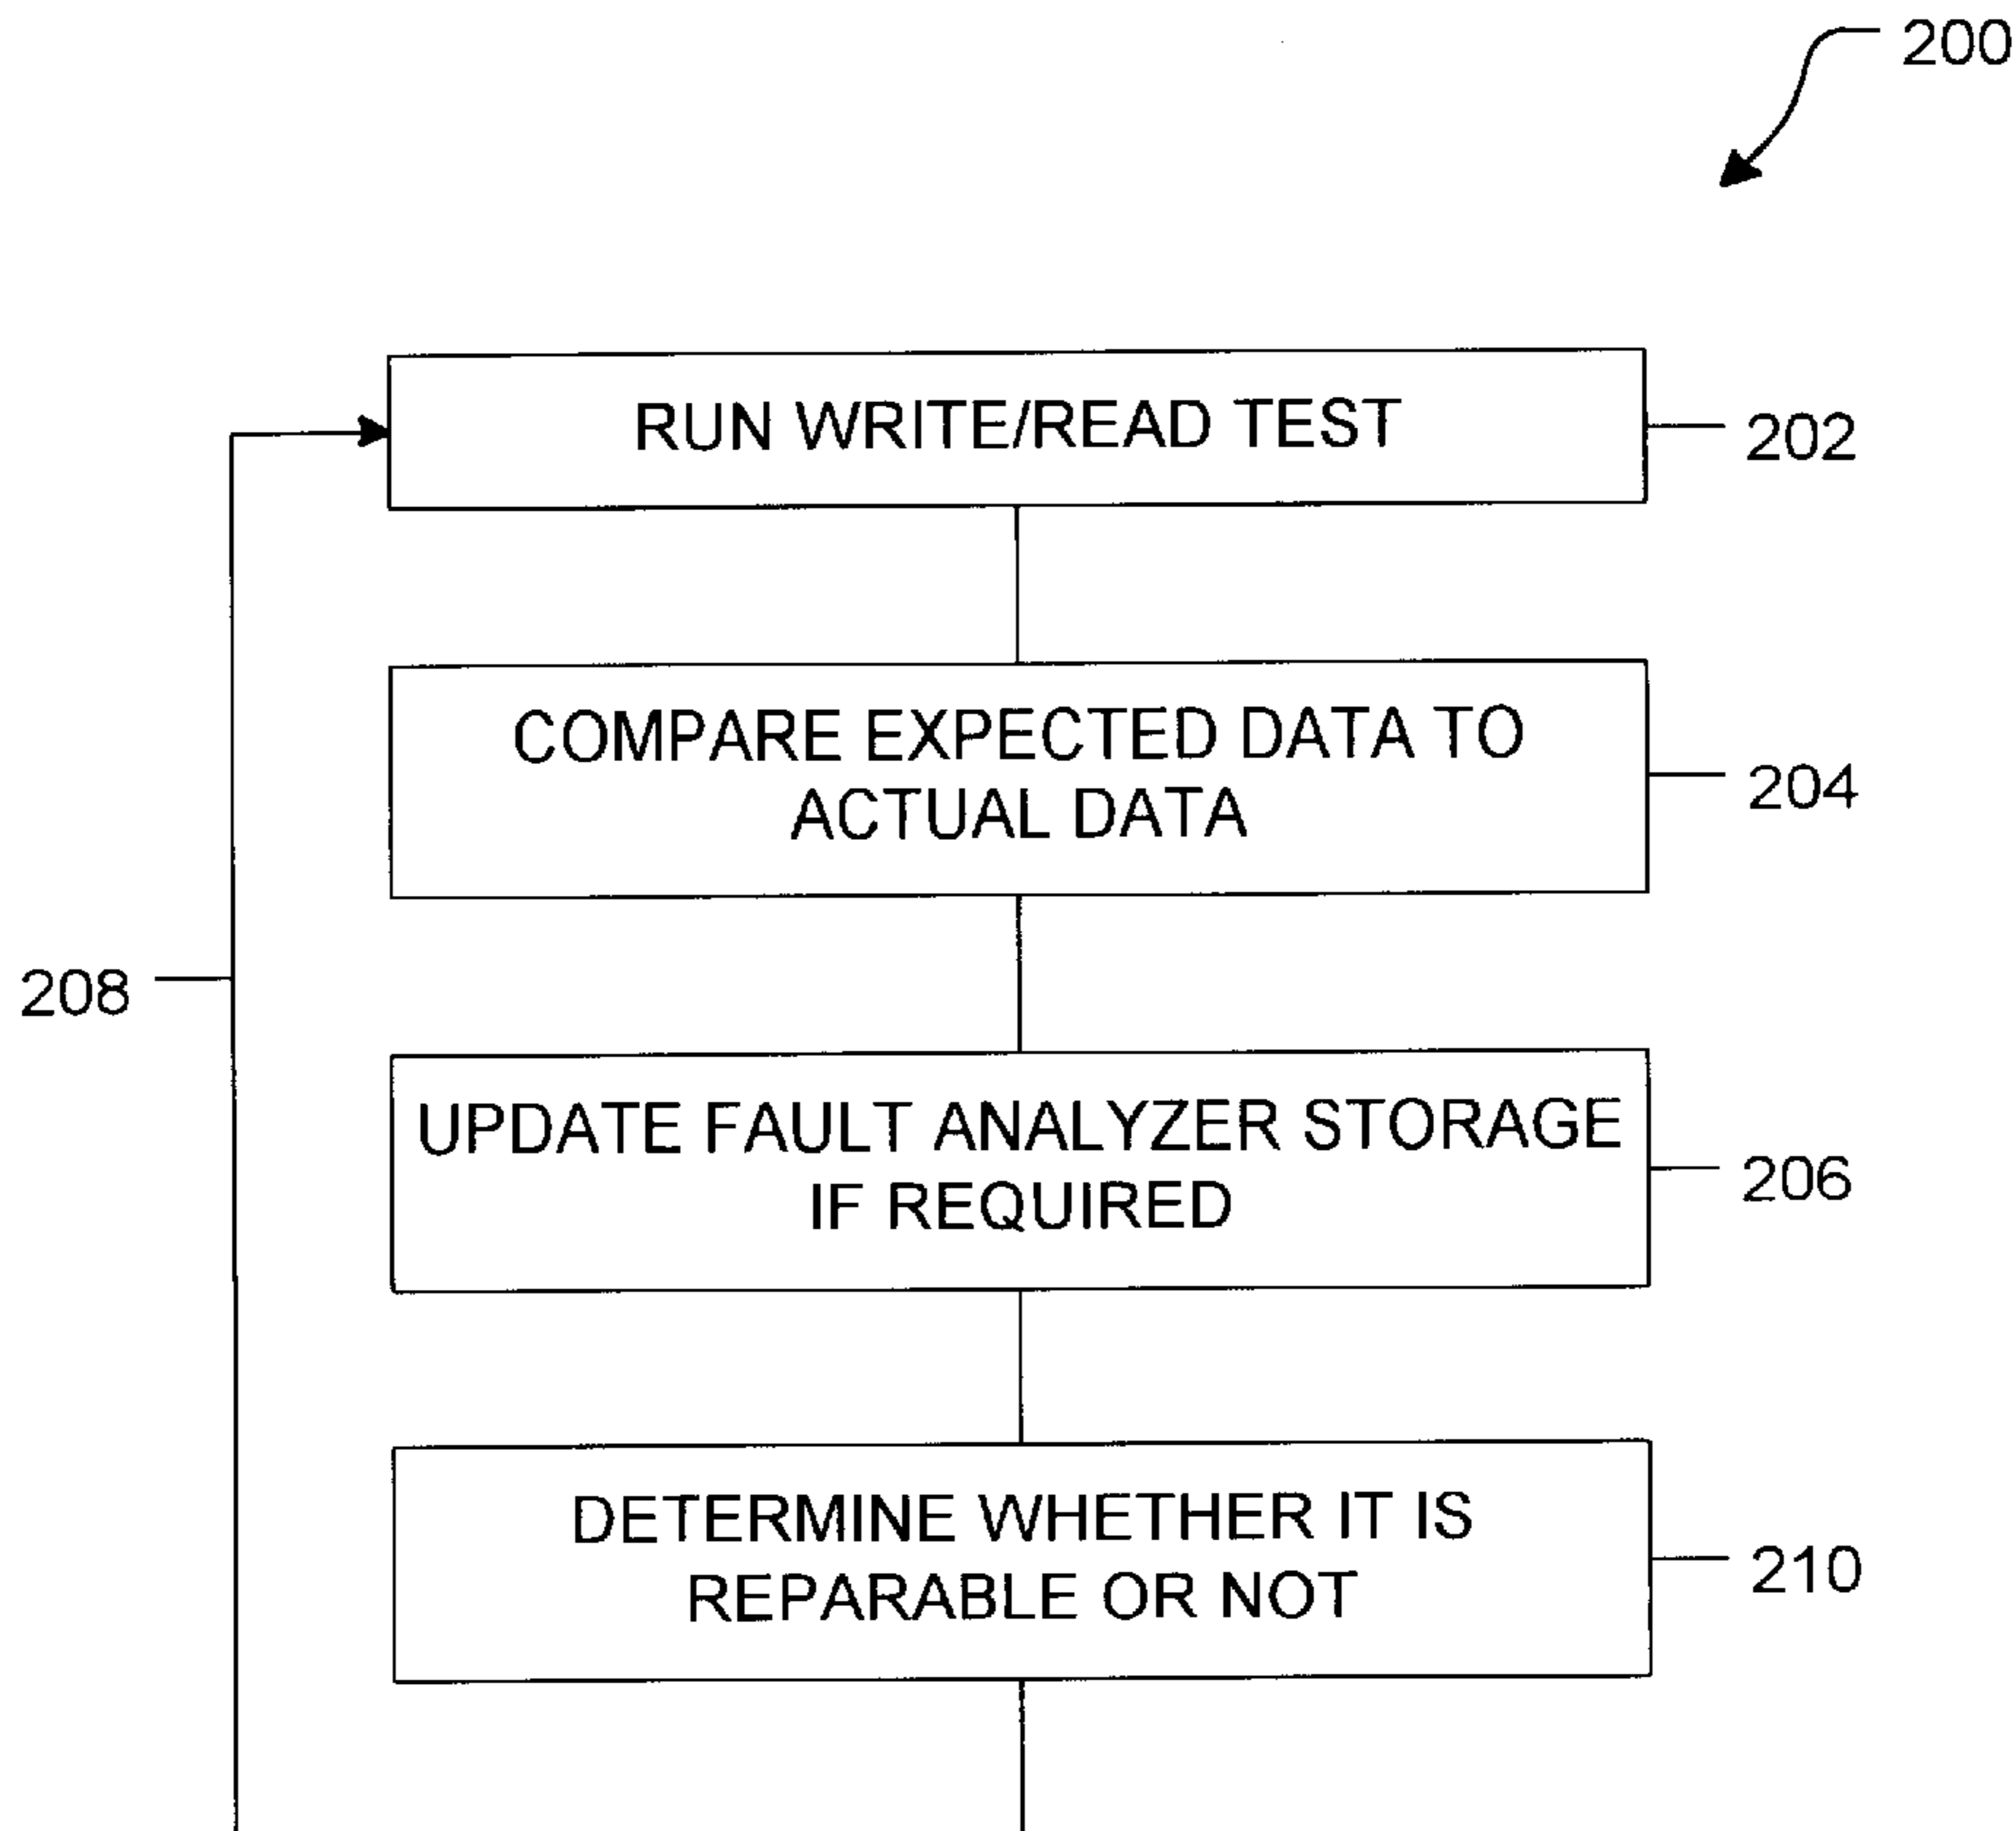 200
RUN WRITE/READ TEST
202
COMPARE EXPECTED DATA TO
ACTUAL DATA
204
208
UPDATE FAULT ANALYZER STORAGE
IF REQUIRED
206
DETERMINE WHETHER IT IS
REPARABLE OR NOT
210